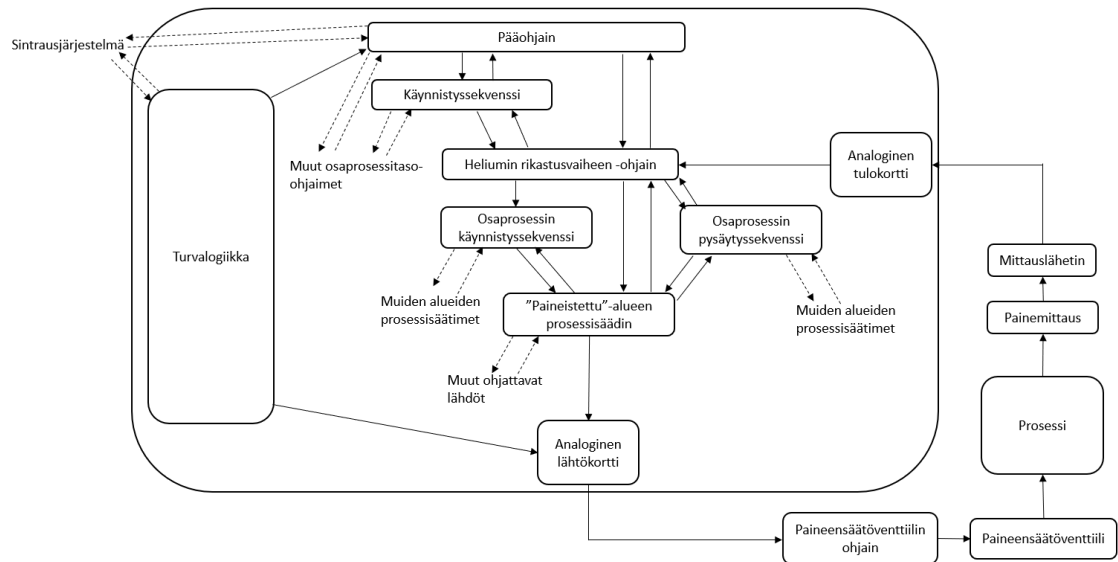 Pääohjain
Sintrausjärjestelmä
Käynnistyssekvenssi
Muut osaprosessitaso-
ohjaimet
Heliumin rikastusvaiheen -ohjain
Analoginen
tulokortti
Osaprosessin
käynnistyssekvenssi
Osaprosessin
pysäytyssekvenssi
Turvalogiikka
Mittauslähetin
Muiden alueiden
prosessisäätimet
"Paineistettu"-alueen
prosessisäädin
Muiden alueiden
prosessisäätimet
Painemittaus
Muut ohjattavat
lähdöt
Prosessi
Analoginen
lähtökortti
Paineensäätöventtiilin
ohjain
Paineensäätöventtiili